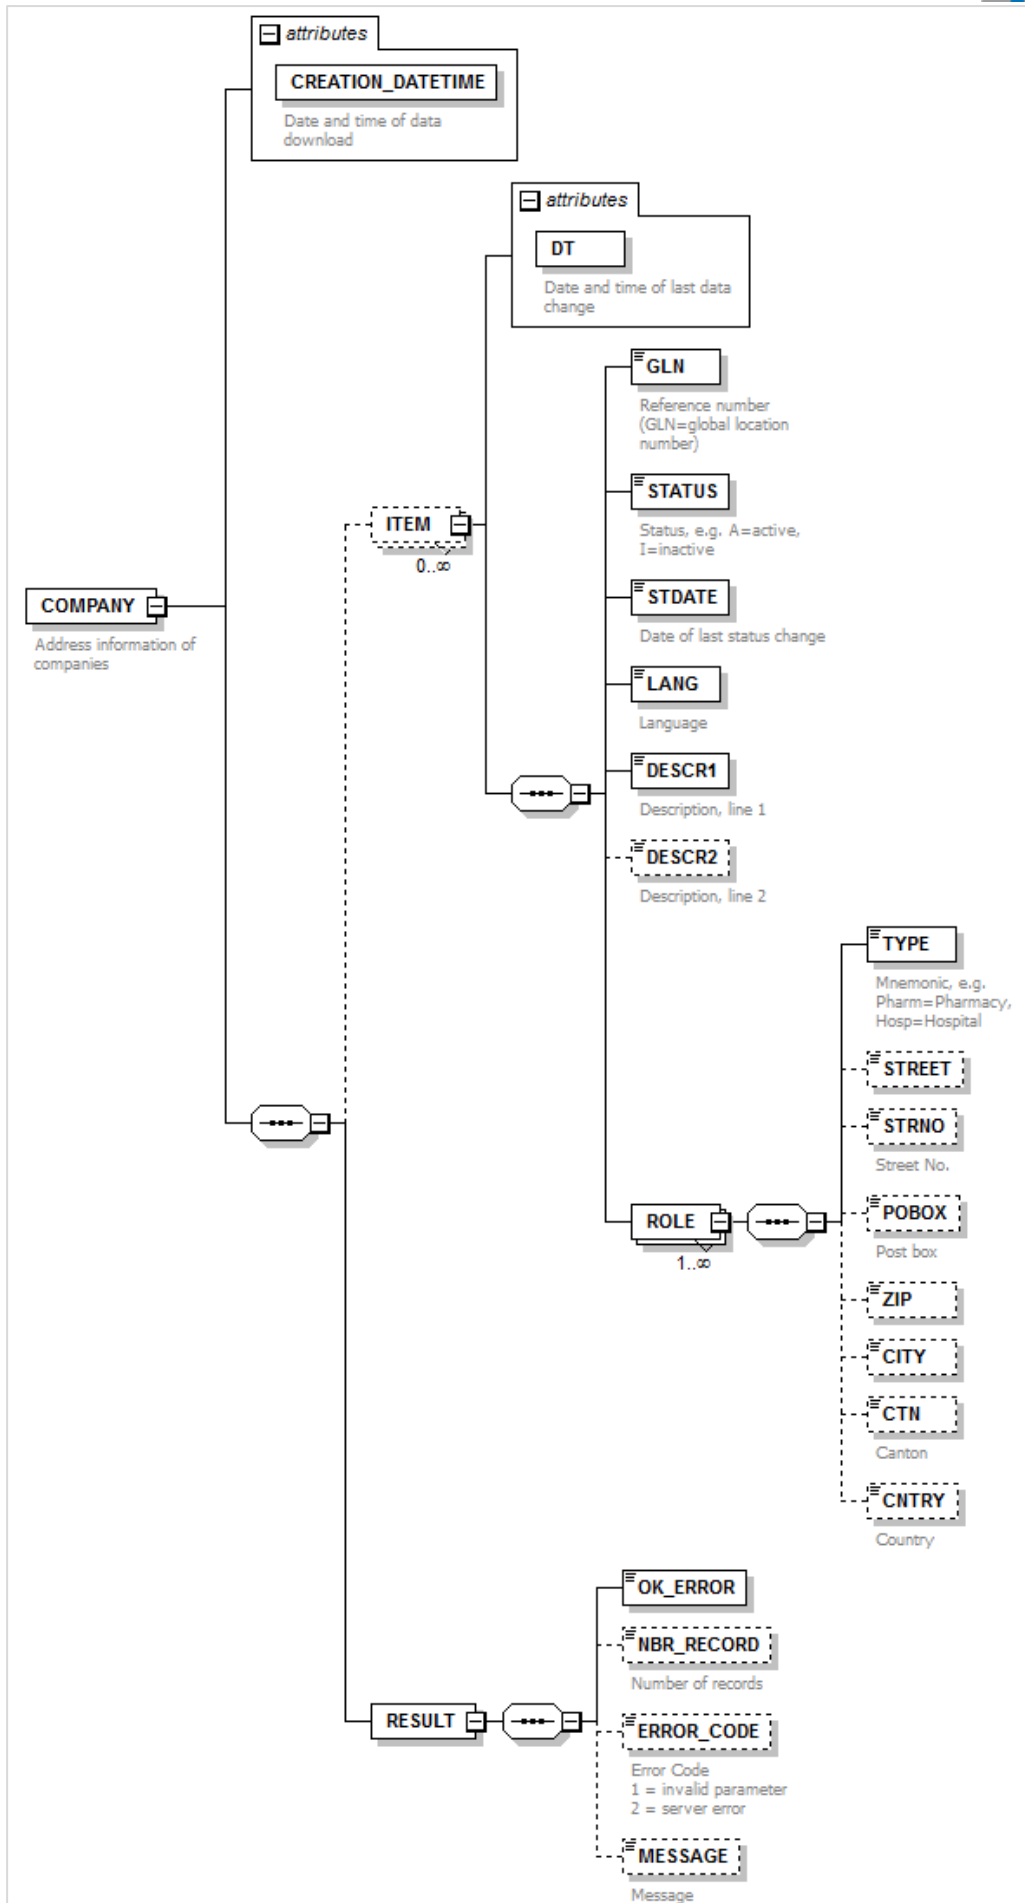 attributes
CREATION_DATETIME
Date and time of data
download
attributes
DT
Date and time of last data
change
GLN
Reference number
(GLN=global location
number)
STATUS
Status, e.g. A=active,
I=inactive
ITEM
0..∞
COMPANY
Address information of
companies
STDATE
Date of last status change
LANG
Language
DESCR1
Description, line 1
DESCR2
Description, line 2
TYPE
Mnemonic, e.g.
Pharm=Pharmacy,
Hosp=Hospital
STREET
STRNO
Street No.
ROLE
1..∞
POBOX
Post box
ZIP
CITY
CTN
Canton
CNTRY
Country
OK_ERROR
NBR_RECORD
Number of records
RESULT
ERROR_CODE
Error Code
1 = invalid parameter
2 = server error
MESSAGE
Message